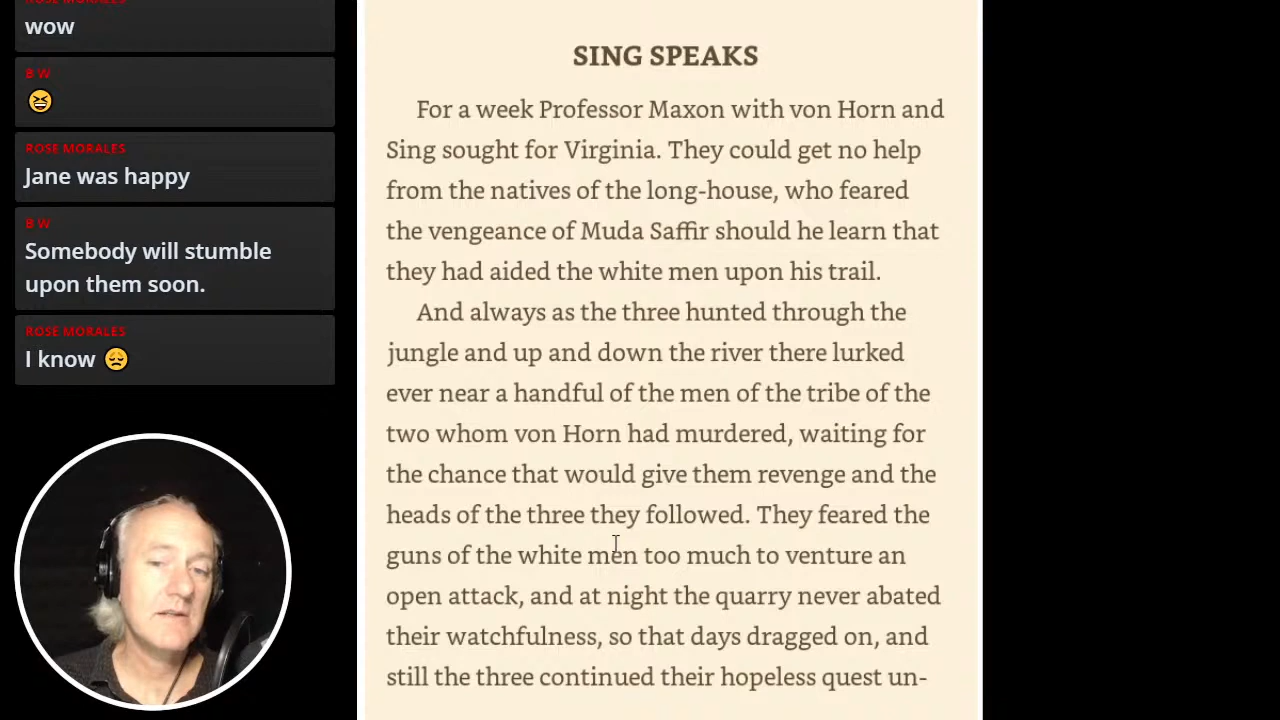 ROSE MORALES
wow
B W
😆
ROSE MORALES
Jane was happy
B W
Somebody will stumble
upon them soon.
ROSE MORALES
I know 😞
SING SPEAKS
For a week Professor Maxon with von Horn and
Sing sought for Virginia. They could get no help
from the natives of the long-house, who feared
the vengeance of Muda Saffir should he learn that
they had aided the white men upon his trail.
And always as the three hunted through the
jungle and up and down the river there lurked
ever near a handful of the men of the tribe of the
two whom von Horn had murdered, waiting for
the chance that would give them revenge and the
heads of the three they followed. They feared the
guns of the white men too much to venture an
open attack, and at night the quarry never abated
their watchfulness, so that days dragged on, and
still the three continued their hopeless quest un-